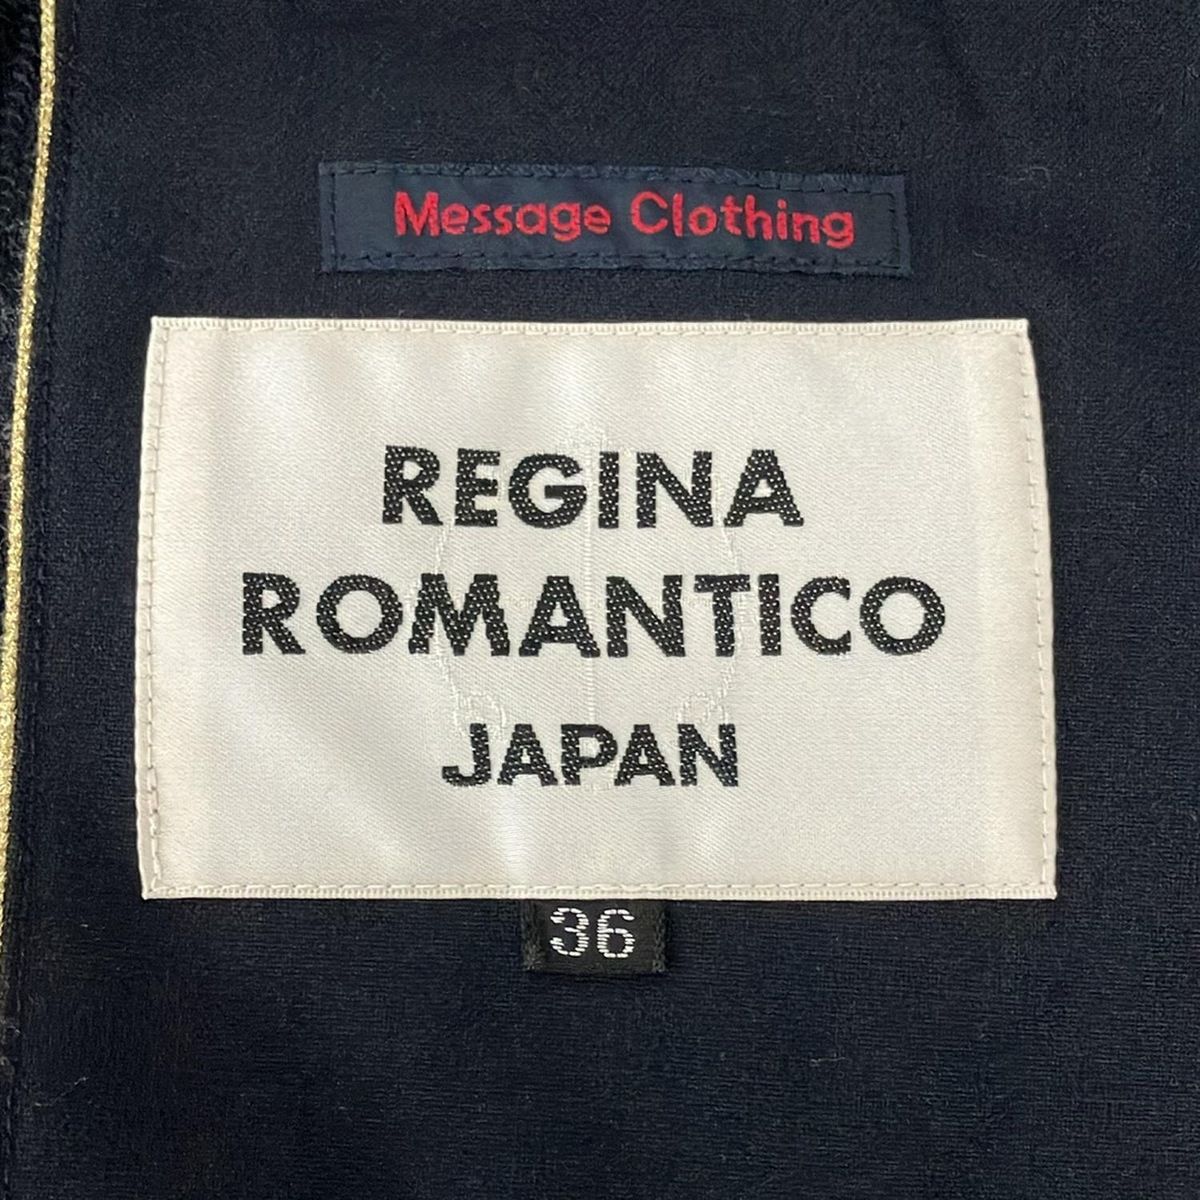 Message Clothing
REGINA
ROMANTICO
JAPAN
36